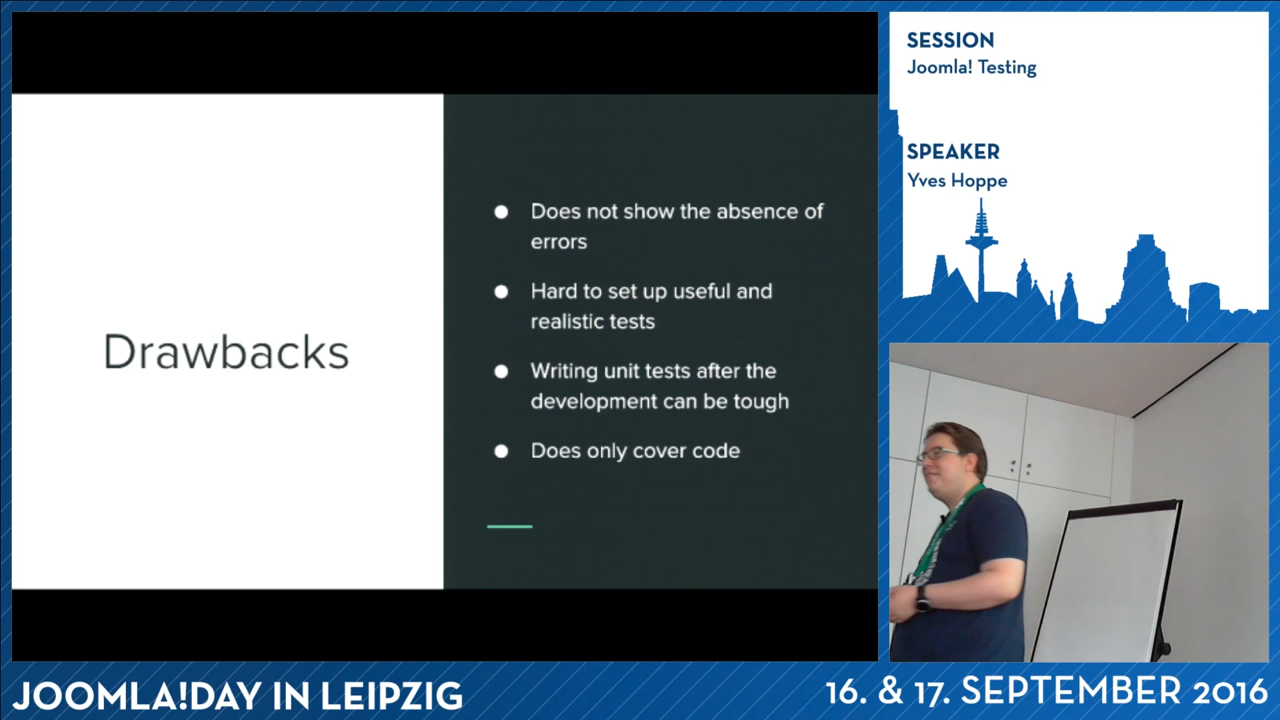 Drawbacks
Does not show the absence of
errors
Hard to set up useful and
realistic tests
Writing unit tests after the
development can be tough
Does only cover code
SESSION
Joomla! Testing
SPEAKER
Yves Hoppe
JOOMLA!DAY IN LEIPZIG
16. & 17. SEPTEMBER 2016